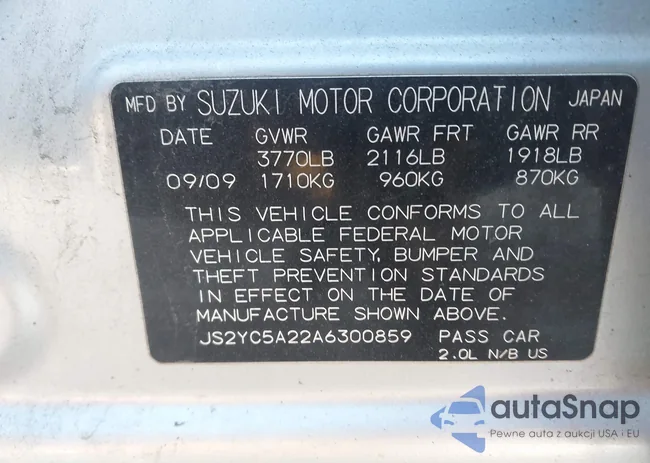 MFD BY SUZUKI MOTOR CORPORATION JAPAN
DATE GVWR GAWR FRT GAWR RR
3770LB 2116LB 1918LB
09/09 1710KG 960KG 870KG
THIS VEHICLE CONFORMS TO ALL
APPLICABLE FEDERAL MOTOR
VEHICLE SAFETY, BUMPER AND
THEFT PREVENTION STANDARDS
IN EFFECT ON THE DATE OF
MANUFACTURE SHOWN ABOVE.
JS2YC5A22A6300859 PASS CAR
2.0L N/B US
autaSnap
Pewne auta z aukcji USA i EU